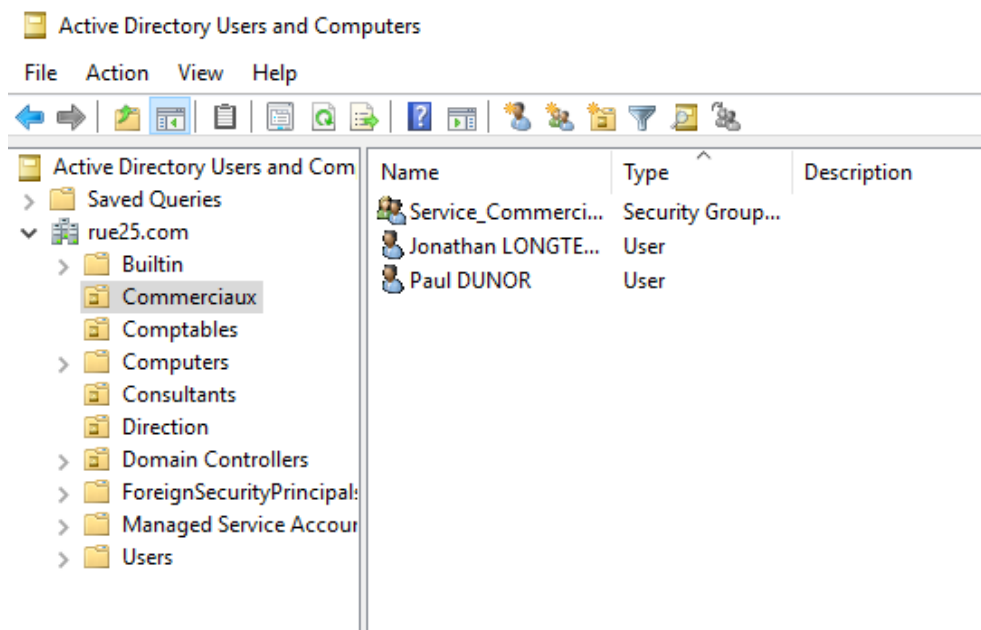 Active Directory Users and Computers
File Action View Help
Active Directory Users and Com
Saved Queries
rue25.com
Builtin
Commerciaux
Comptables
Computers
Consultants
Direction
Domain Controllers
ForeignSecurityPrincipals
Managed Service Accour
Users
Name Type Description
Service_Commerci... Security Group...
Jonathan LONGTE... User
Paul DUNOR User